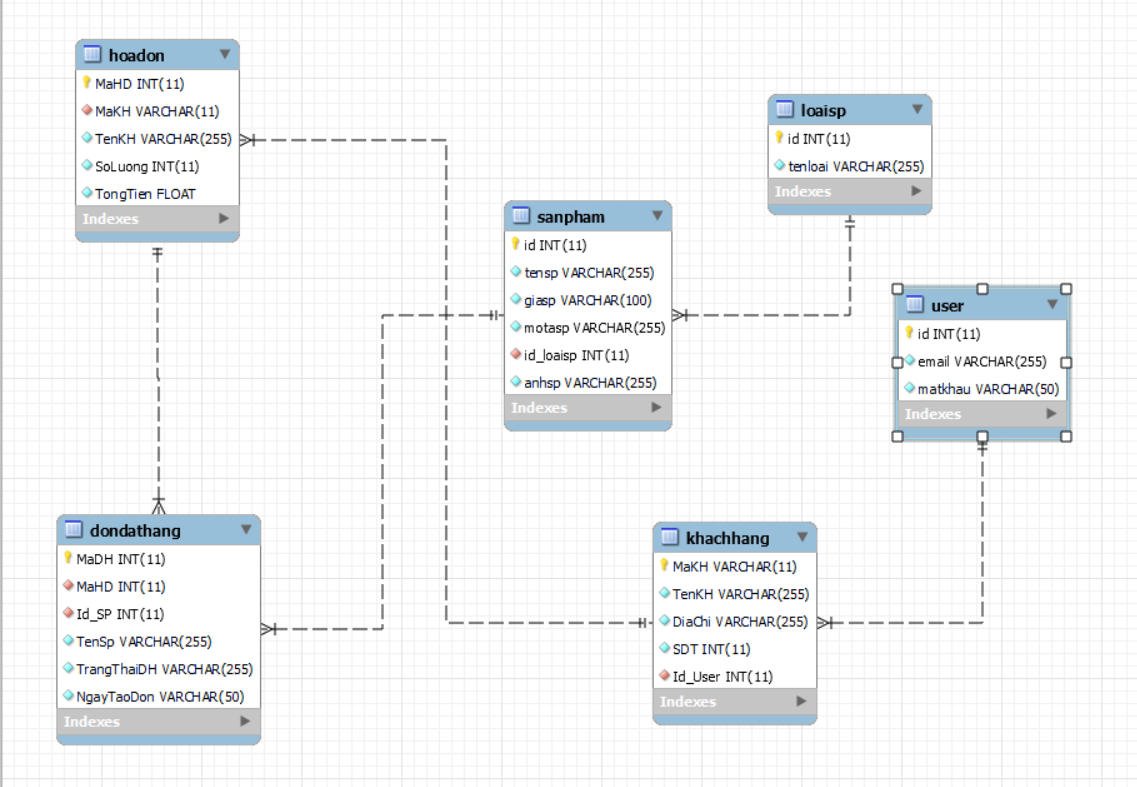 hoadon
MaHD INT(11)
MaKH VARCHAR(11)
TenKH VARCHAR(255)
SoLuong INT(11)
TongTien FLOAT
Indexes
loaisp
id INT(11)
tenloai VARCHAR(255)
Indexes
sanpham
id INT(11)
tensp VARCHAR(255)
giasp VARCHAR(100)
motasp VARCHAR(255)
id_loaisp INT(11)
anhsp VARCHAR(255)
Indexes
user
id INT(11)
email VARCHAR(255)
matkhau VARCHAR(50)
Indexes
dondathang
MaDH INT(11)
MaHD INT(11)
Id_SP INT(11)
TenSp VARCHAR(255)
TrangThaiDH VARCHAR(255)
NgayTaoDon VARCHAR(50)
Indexes
khachhang
MaKH VARCHAR(11)
TenKH VARCHAR(255)
DiaChi VARCHAR(255)
SDT INT(11)
Id_User INT(11)
Indexes